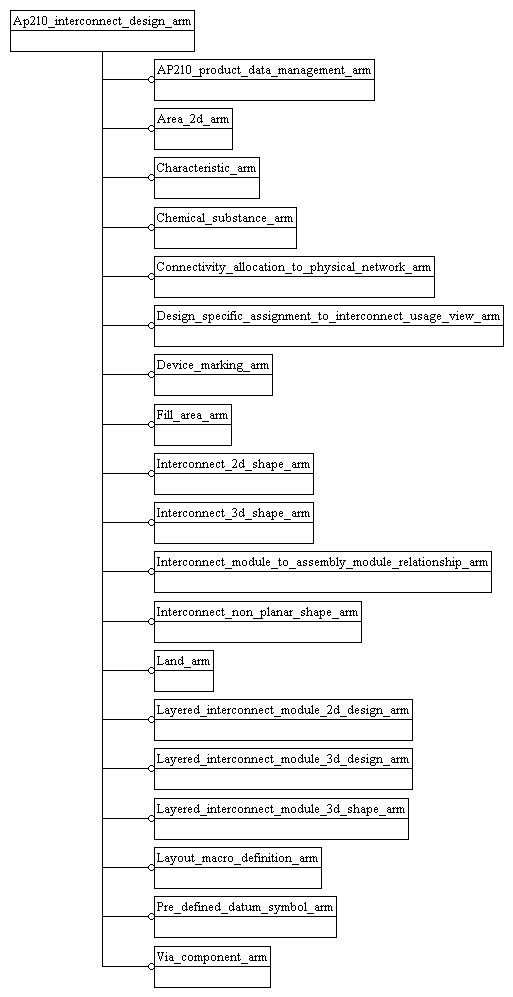 Ap210_interconnect_design_arm
AP210_product_data_management_arm
Area_2d_arm
Characteristic_arm
Chemical_substance_arm
Connectivity_allocation_to_physical_network_arm
Design_specific_assignment_to_interconnect_usage_view_arm
Device_marking_arm
Fill_area_arm
Interconnect_2d_shape_arm
Interconnect_3d_shape_arm
Interconnect_module_to_assembly_module_relationship_arm
Interconnect_non_planar_shape_arm
Land_arm
Layered_interconnect_module_2d_design_arm
Layered_interconnect_module_3d_design_arm
Layered_interconnect_module_3d_shape_arm
Layout_macro_definition_arm
Pre_defined_datum_symbol_arm
Via_component_arm